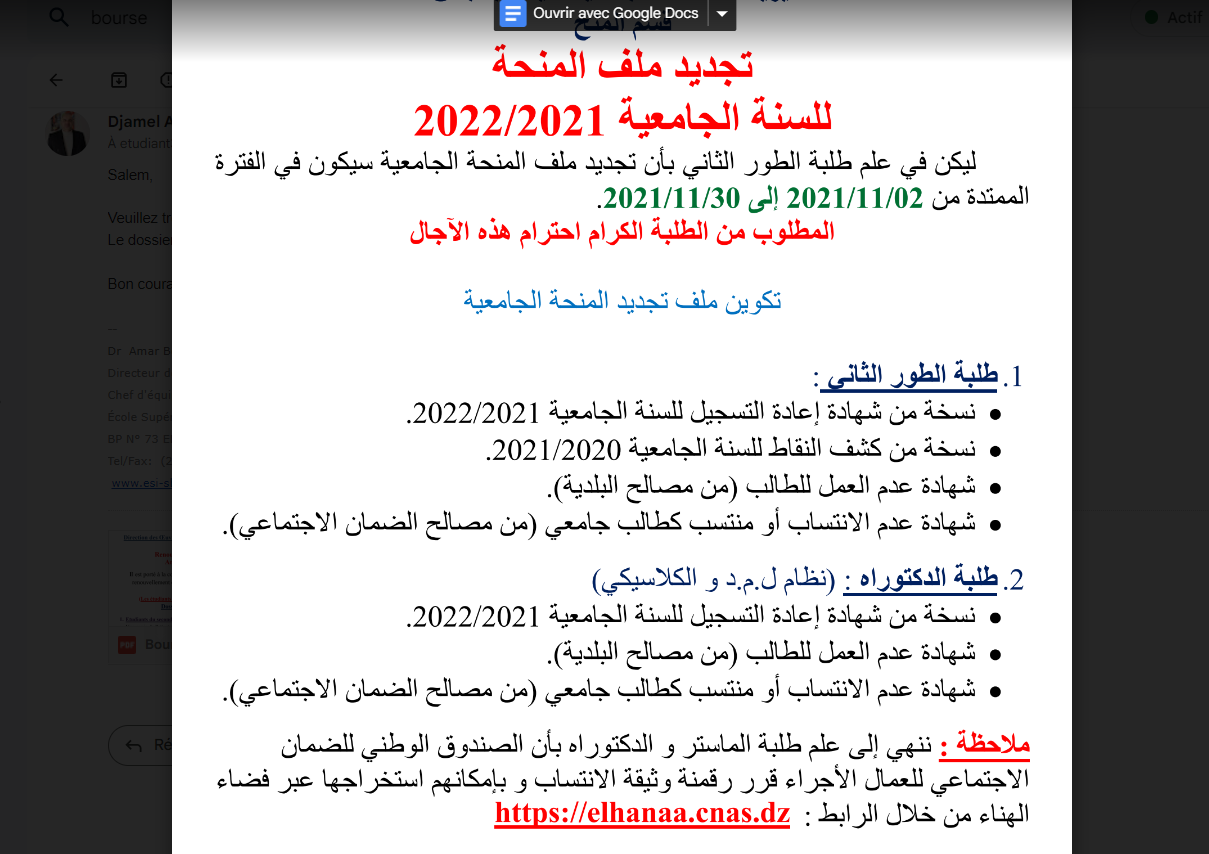 bourse
Ouvrir avec Google Docs
Actif
قسم المنح
تجديد ملف المنحة
للسنة الجامعية 2022/2021
ليكن في علم طلبة الطور الثاني بأن تجديد ملف المنحة الجامعية سيكون في الفترة
الممتدة من 2021/11/02 إلى 2021/11/30.
المطلوب من الطلبة الكرام احترام هذه الآجال
تكوين ملف تجديد المنحة الجامعية
1. طلبة الطور الثاني :
● نسخة من شهادة إعادة التسجيل للسنة الجامعية 2022/2021.
● نسخة من كشف النقاط للسنة الجامعية 2021/2020.
● شهادة عدم العمل للطالب (من مصالح البلدية).
● شهادة عدم الانتساب أو منتسب كطالب جامعي (من مصالح الضمان الاجتماعي).
2. طلبة الدكتوراه : (نظام ل.م.د و الكلاسيكي)
● نسخة من شهادة إعادة التسجيل للسنة الجامعية 2022/2021.
● شهادة عدم العمل للطالب (من مصالح البلدية).
● شهادة عدم الانتساب أو منتسب كطالب جامعي (من مصالح الضمان الاجتماعي).
ملاحظة : ننهي إلى علم طلبة الماستر و الدكتوراه بأن الصندوق الوطني للضمان
الاجتماعي للعمال الأجراء قرر رقمنة وثيقة الانتساب و بإمكانهم استخراجها عبر فضاء
الهناء من خلال الرابط : https://elhanaa.cnas.dz
Djamel A
À etudiant
Salem,
Veuillez tr
Le dossie
Bon coura
--
Dr Amar B
Directeur d
Chef d'équi
École Supé
BP N° 73 E
Tel/Fax: (2
www.esi-s
PDF Bou
Ré